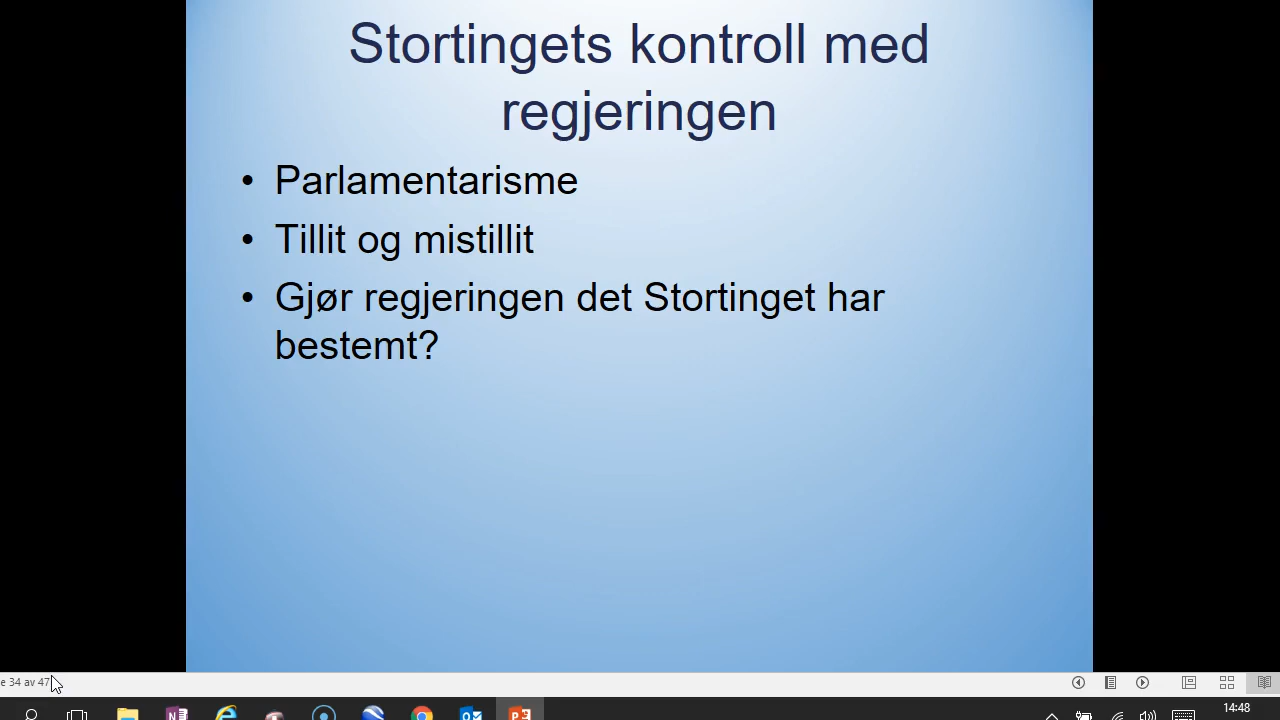 Stortingets kontroll med
regjeringen
• Parlamentarisme
• Tillit og mistillit
• Gjør regjeringen det Stortinget har
bestemt?
e 34 av 47
14:48